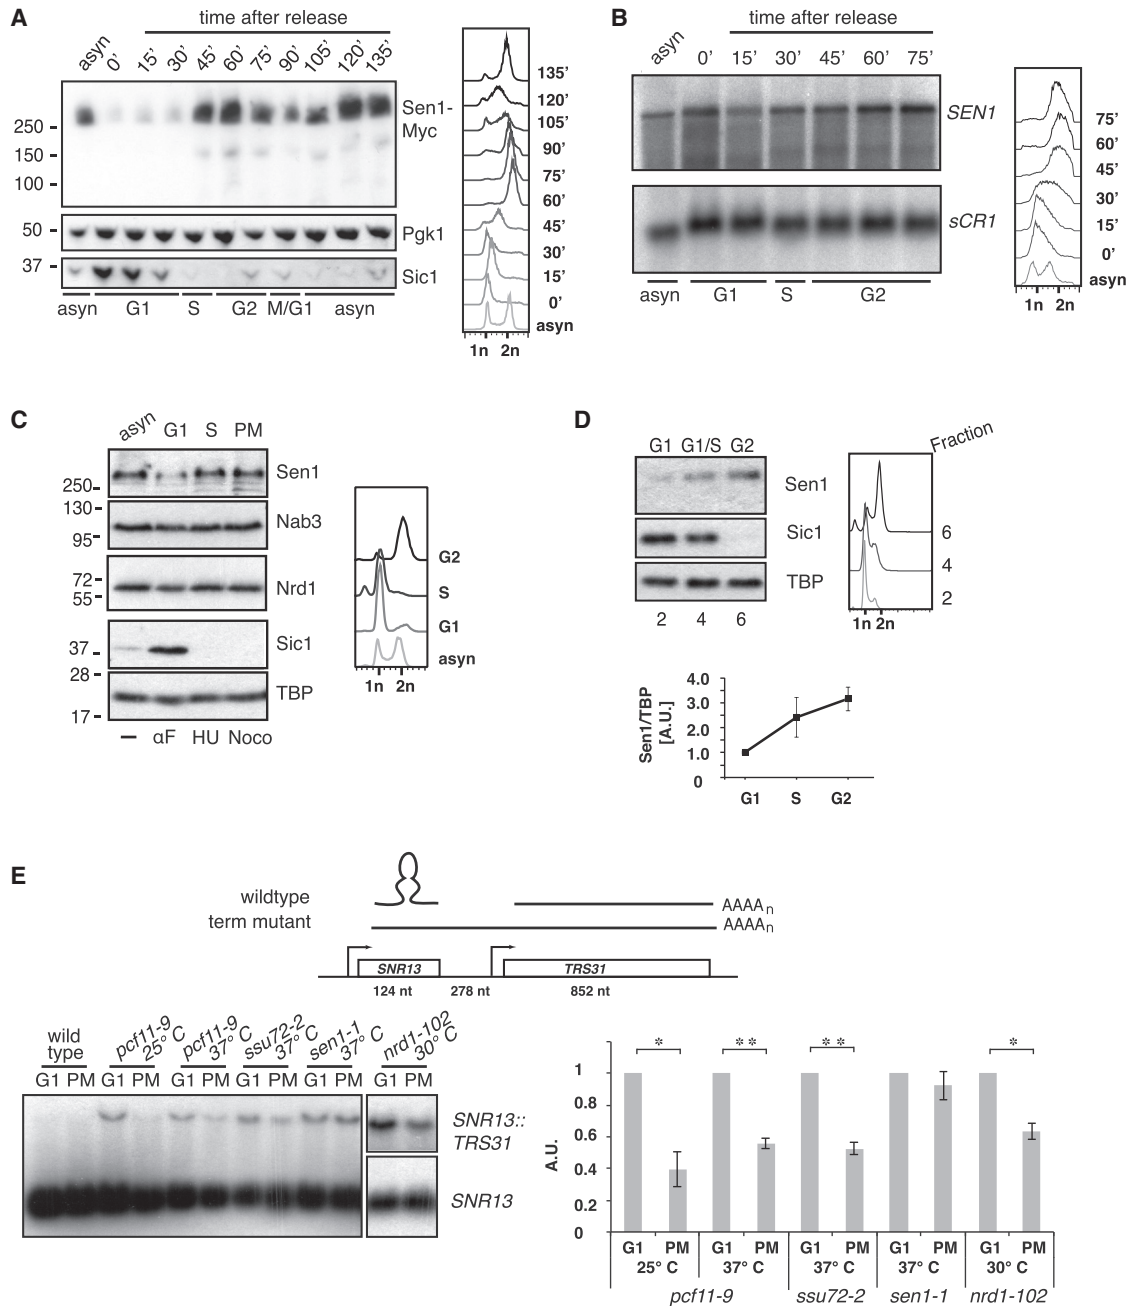 A
time after release
asyn 0' 15' 30' 45' 60' 75' 90' 105' 120' 135'
250
150
100
50
37
Sen1-
Myc
Pgk1
Sic1
asyn G1 S G2 M/G1 asyn
135'
120'
105'
90'
75'
60'
45'
30'
15'
0'
asyn
1n 2n
B
time after release
asyn 0' 15' 30' 45' 60' 75'
SEN1
sCR1
asyn G1 S G2
75'
60'
45'
30'
15'
0'
asyn
1n 2n
C
asyn G1 S PM
250
130
95
72
55
37
28
17
Sen1
Nab3
Nrd1
Sic1
TBP
– αF HU Noco
G2
S
G1
asyn
1n 2n
D
G1 G1/S G2
Sen1
Sic1
TBP
2 4 6
Fraction
6
4
2
1n 2n
Sen1/TBP
[A.U.]
4.0
3.0
2.0
1.0
0
G1 S G2
E
wildtype AAAA n
term mutant AAAA n
SNR13 TRS31
124 nt 278 nt 852 nt
wild
type
pcf11-9
25° C
pcf11-9
37° C
ssu72-2
37° C
sen1-1
37° C
nrd1-102
30° C
G1 PM G1 PM G1 PM G1 PM G1 PM G1 PM
SNR13::
TRS31
SNR13
A.U.
1
0.8
0.6
0.4
0.2
0
* ** ** *
G1 PM G1 PM G1 PM G1 PM G1 PM
25° C 37° C 37° C 37° C 30° C
pcf11-9 ssu72-2 sen1-1 nrd1-102